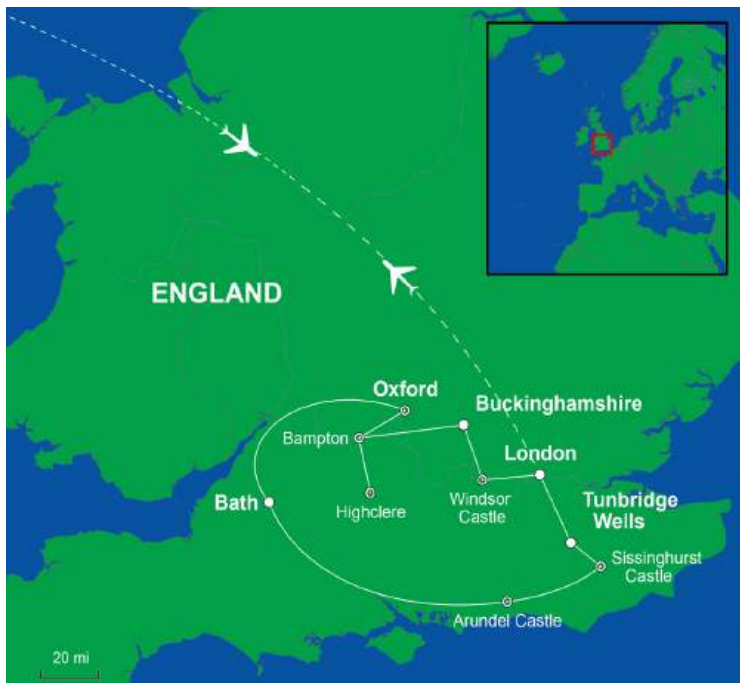 ENGLAND
Oxford
Buckinghamshire
Bampton
London
Bath
Highclere
Windsor
Castle
Tunbridge
Wells
Sissinghurst
Castle
Arundel Castle
20 mi